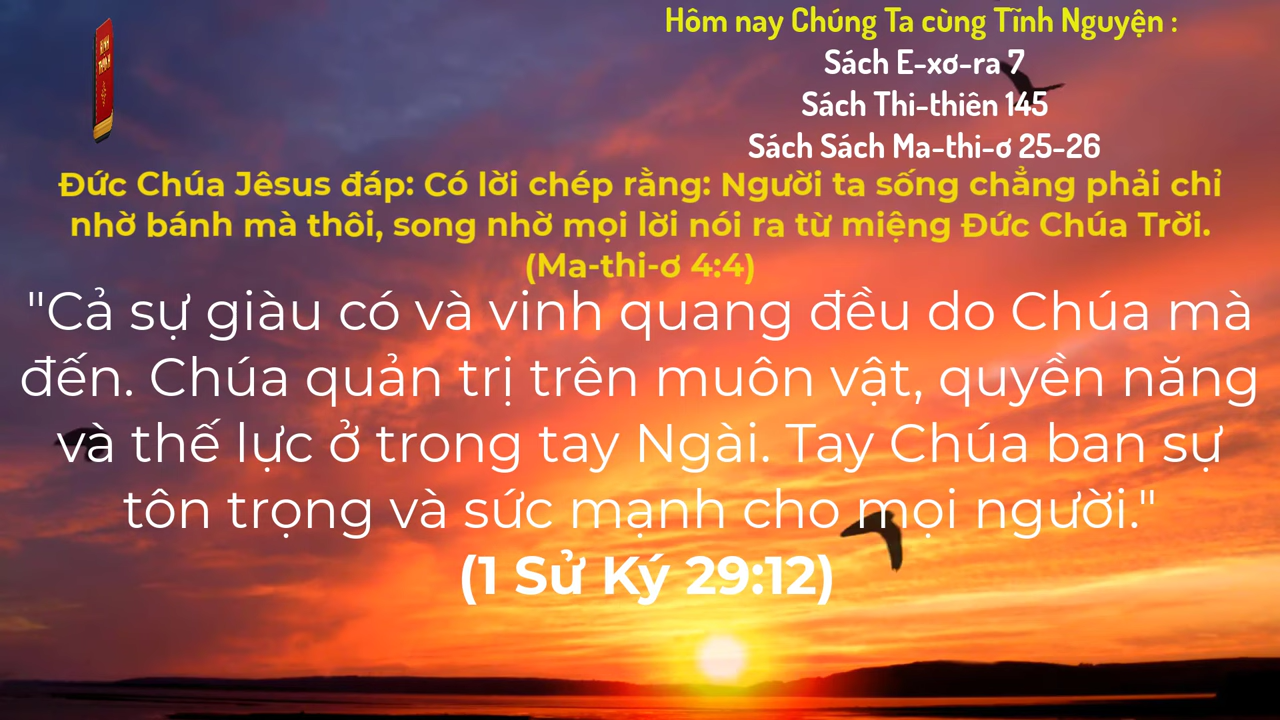 Hôm nay Chúng Ta cùng Tĩnh Nguyện :
Sách E-xơ-ra 7
Sách Thi-thiên 145
Sách Sách Ma-thi-ơ 25-26
Đức Chúa Jêsus đáp: Có lời chép rằng: Người ta sống chẳng phải chỉ
nhờ bánh mà thôi, song nhờ mọi lời nói ra từ miệng Đức Chúa Trời.
(Ma-thi-ơ 4:4)
"Cả sự giàu có và vinh quang đều do Chúa mà
đến. Chúa quản trị trên muôn vật, quyền năng
và thế lực ở trong tay Ngài. Tay Chúa ban sự
tôn trọng và sức mạnh cho mọi người."
(1 Sử Ký 29:12)